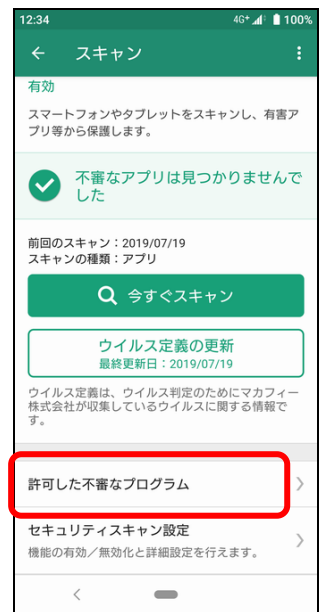 12:34 4G+ 100%
スキャン
有効
スマートフォンやタブレットをスキャンし、有害ア
プリ等から保護します。
不審なアプリは見つかりませんで
した
前回のスキャン：2019/07/19
スキャンの種類：アプリ
今すぐスキャン
ウイルス定義の更新
最終更新日：2019/07/19
ウイルス定義は、ウイルス判定のためにマカフィー
株式会社が収集しているウイルスに関する情報で
す。
許可した不審なプログラム
セキュリティスキャン設定
機能の有効／無効化と詳細設定を行えます。